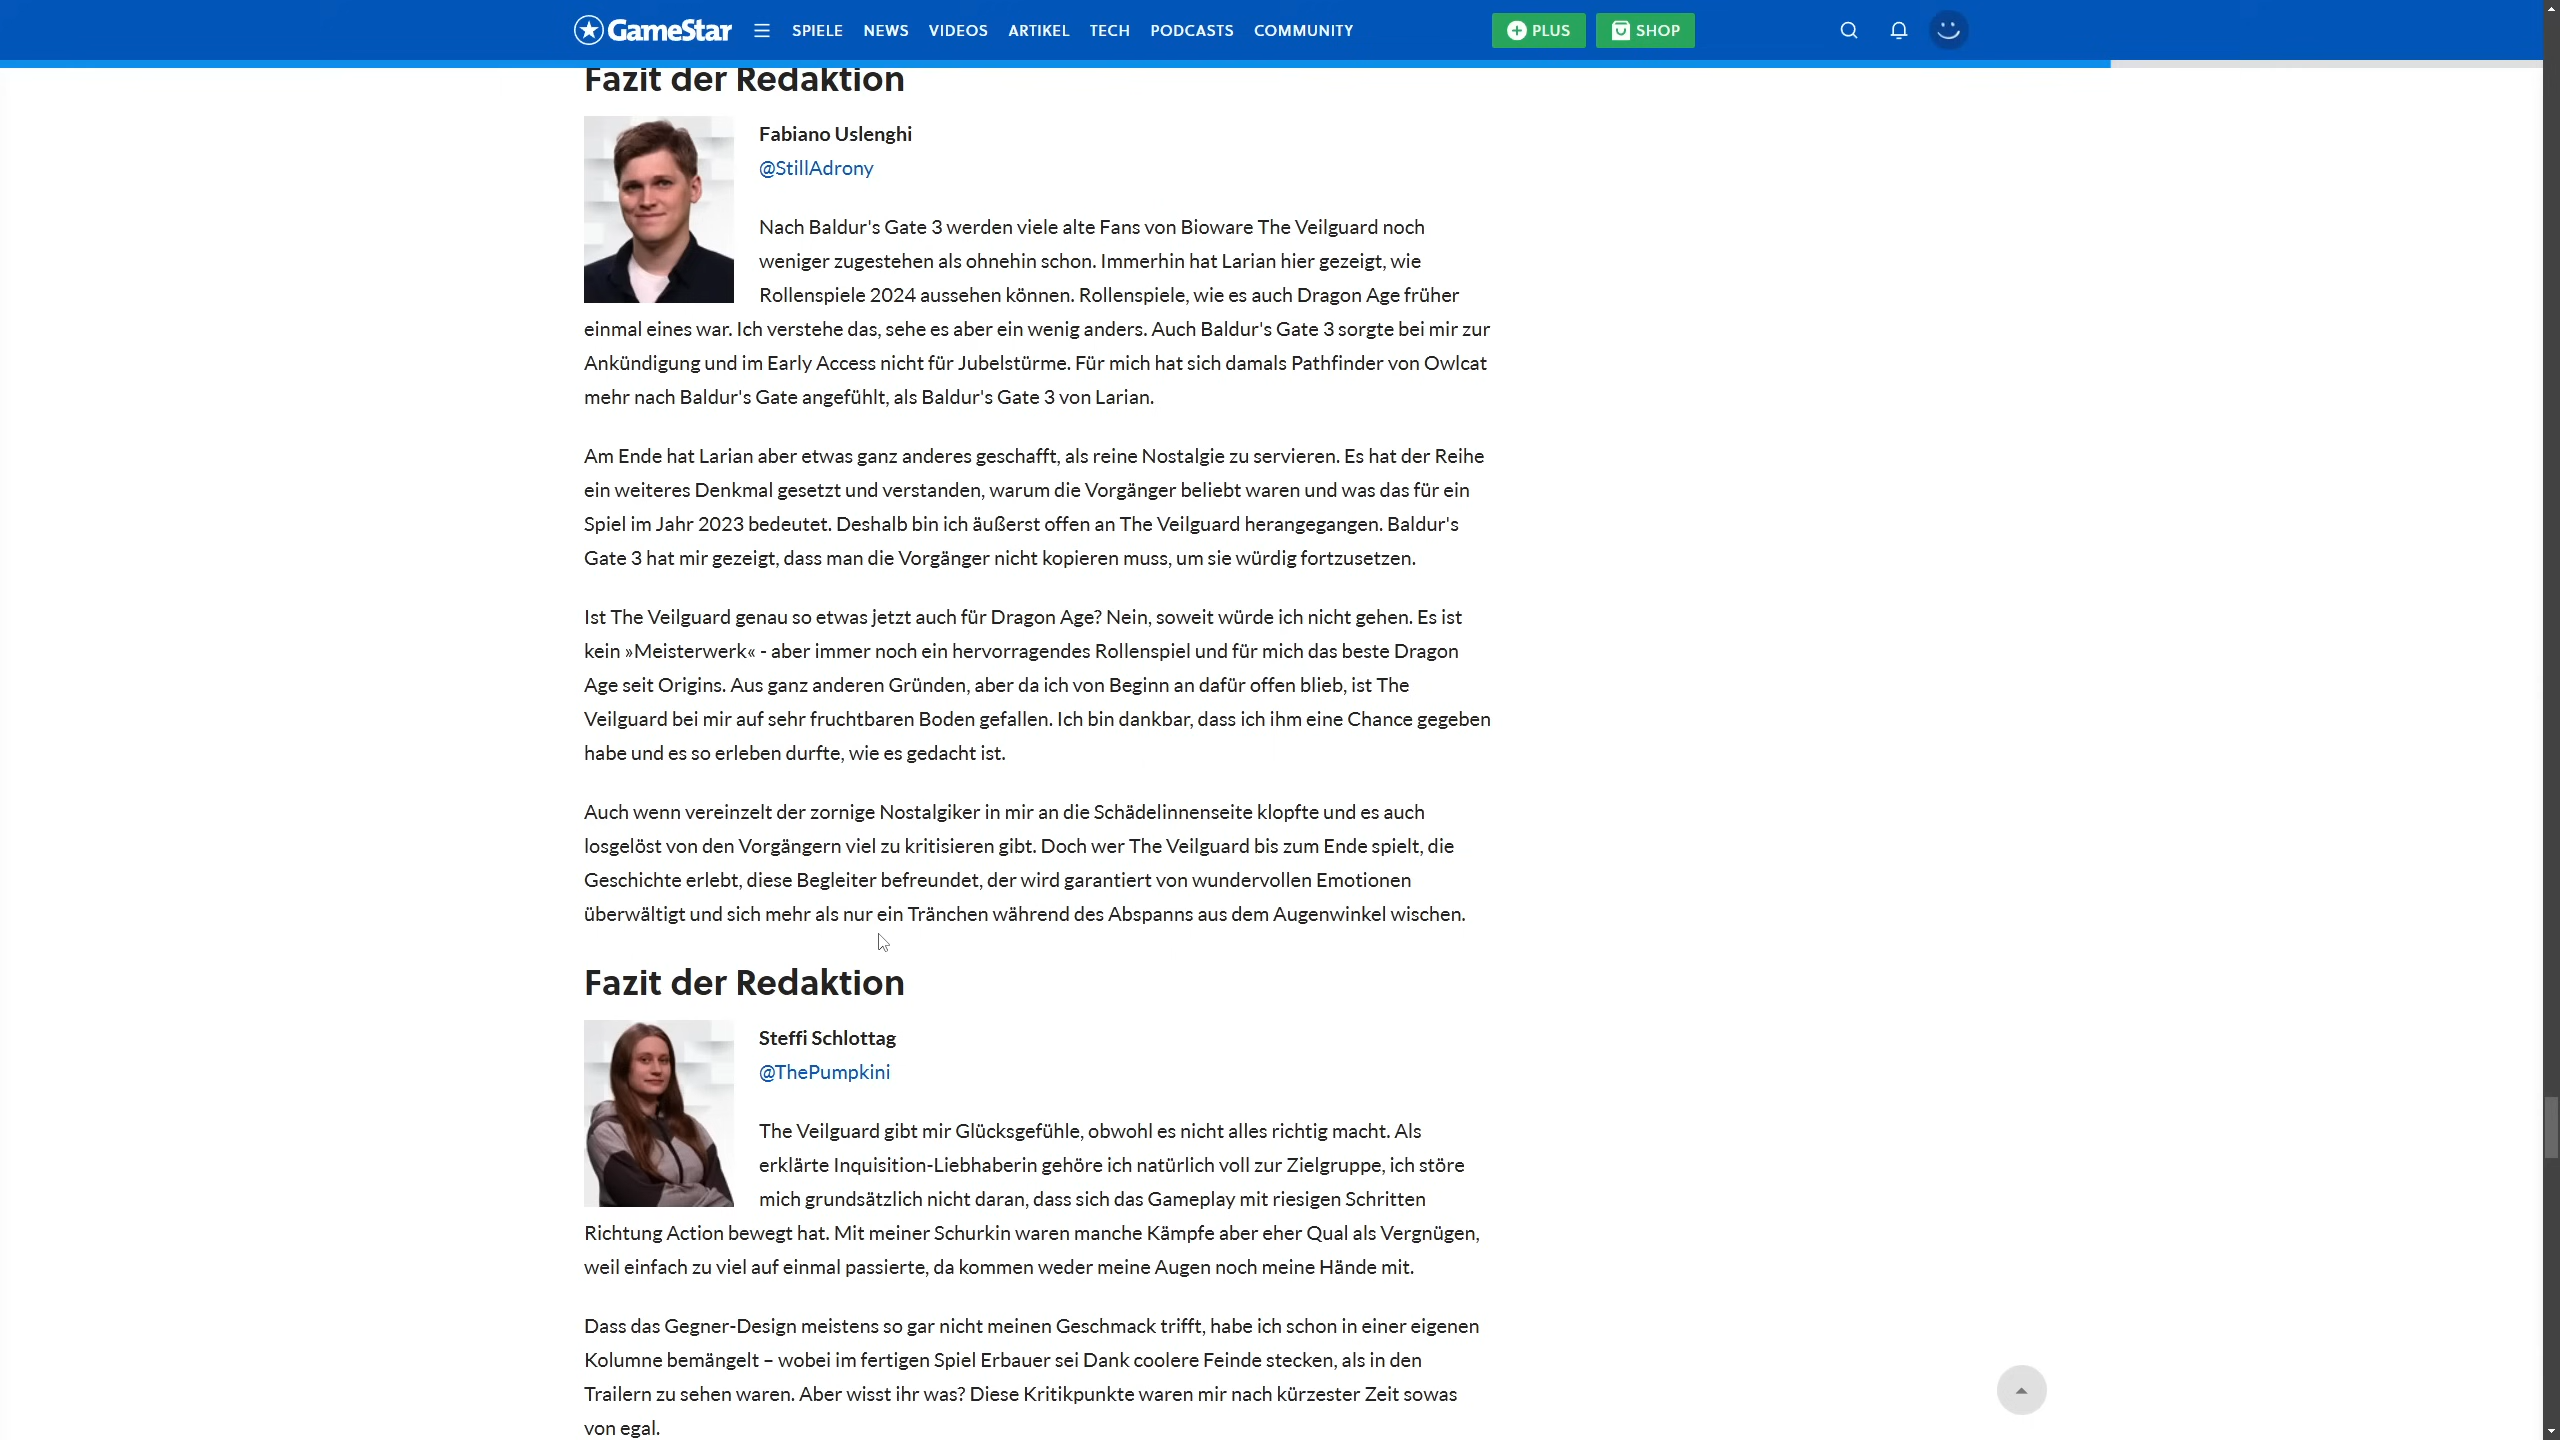 GameStar
SPIELE NEWS VIDEOS ARTIKEL TECH PODCASTS COMMUNITY
PLUS
SHOP
Fazit der Redaktion
Fabiano Uslenghi
@StillAdrony
Nach Baldur's Gate 3 werden viele alte Fans von Bioware The Veilguard noch
weniger zugestehen als ohnehin schon. Immerhin hat Larian hier gezeigt, wie
Rollenspiele 2024 aussehen können. Rollenspiele, wie es auch Dragon Age früher
einmal eines war. Ich verstehe das, sehe es aber ein wenig anders. Auch Baldur's Gate 3 sorgte bei mir zur
Ankündigung und im Early Access nicht für Jubelstürme. Für mich hat sich damals Pathfinder von Owlcat
mehr nach Baldur's Gate angefühlt, als Baldur's Gate 3 von Larian.
Am Ende hat Larian aber etwas ganz anderes geschafft, als reine Nostalgie zu servieren. Es hat der Reihe
ein weiteres Denkmal gesetzt und verstanden, warum die Vorgänger beliebt waren und was das für ein
Spiel im Jahr 2023 bedeutet. Deshalb bin ich äußerst offen an The Veilguard herangegangen. Baldur's
Gate 3 hat mir gezeigt, dass man die Vorgänger nicht kopieren muss, um sie würdig fortzusetzen.
Ist The Veilguard genau so etwas jetzt auch für Dragon Age? Nein, soweit würde ich nicht gehen. Es ist
kein »Meisterwerk« - aber immer noch ein hervorragendes Rollenspiel und für mich das beste Dragon
Age seit Origins. Aus ganz anderen Gründen, aber da ich von Beginn an dafür offen blieb, ist The
Veilguard bei mir auf sehr fruchtbaren Boden gefallen. Ich bin dankbar, dass ich ihm eine Chance gegeben
habe und es so erleben durfte, wie es gedacht ist.
Auch wenn vereinzelt der zornige Nostalgiker in mir an die Schädelinnenseite klopfte und es auch
losgelöst von den Vorgängern viel zu kritisieren gibt. Doch wer The Veilguard bis zum Ende spielt, die
Geschichte erlebt, diese Begleiter befreundet, der wird garantiert von wundervollen Emotionen
überwältigt und sich mehr als nur ein Tränchen während des Abspanns aus dem Augenwinkel wischen.
Fazit der Redaktion
Steffi Schlottag
@ThePumpkini
The Veilguard gibt mir Glücksgefühle, obwohl es nicht alles richtig macht. Als
erklärte Inquisition-Liebhaberin gehöre ich natürlich voll zur Zielgruppe, ich störe
mich grundsätzlich nicht daran, dass sich das Gameplay mit riesigen Schritten
Richtung Action bewegt hat. Mit meiner Schurkin waren manche Kämpfe aber eher Qual als Vergnügen,
weil einfach zu viel auf einmal passierte, da kommen weder meine Augen noch meine Hände mit.
Dass das Gegner-Design meistens so gar nicht meinen Geschmack trifft, habe ich schon in einer eigenen
Kolumne bemängelt – wobei im fertigen Spiel Erbauer sei Dank coolere Feinde stecken, als in den
Trailern zu sehen waren. Aber wisst ihr was? Diese Kritikpunkte waren mir nach kürzester Zeit sowas
von egal.